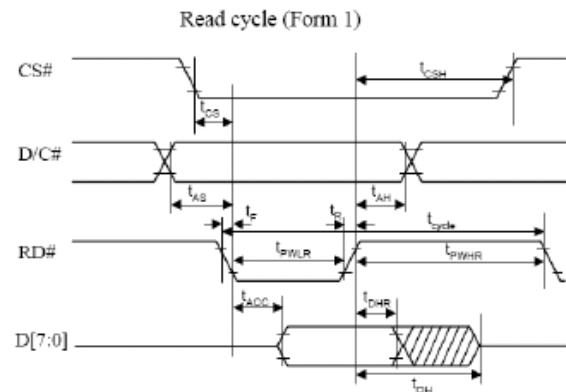 Read cycle (Form 1)
CS#
tCSH
tCS
D/C#
tAS
tAH
tF
tR
tcycle
RD#
tPWLR
tPWHR
tACC
tDHR
D[7:0]
tOH